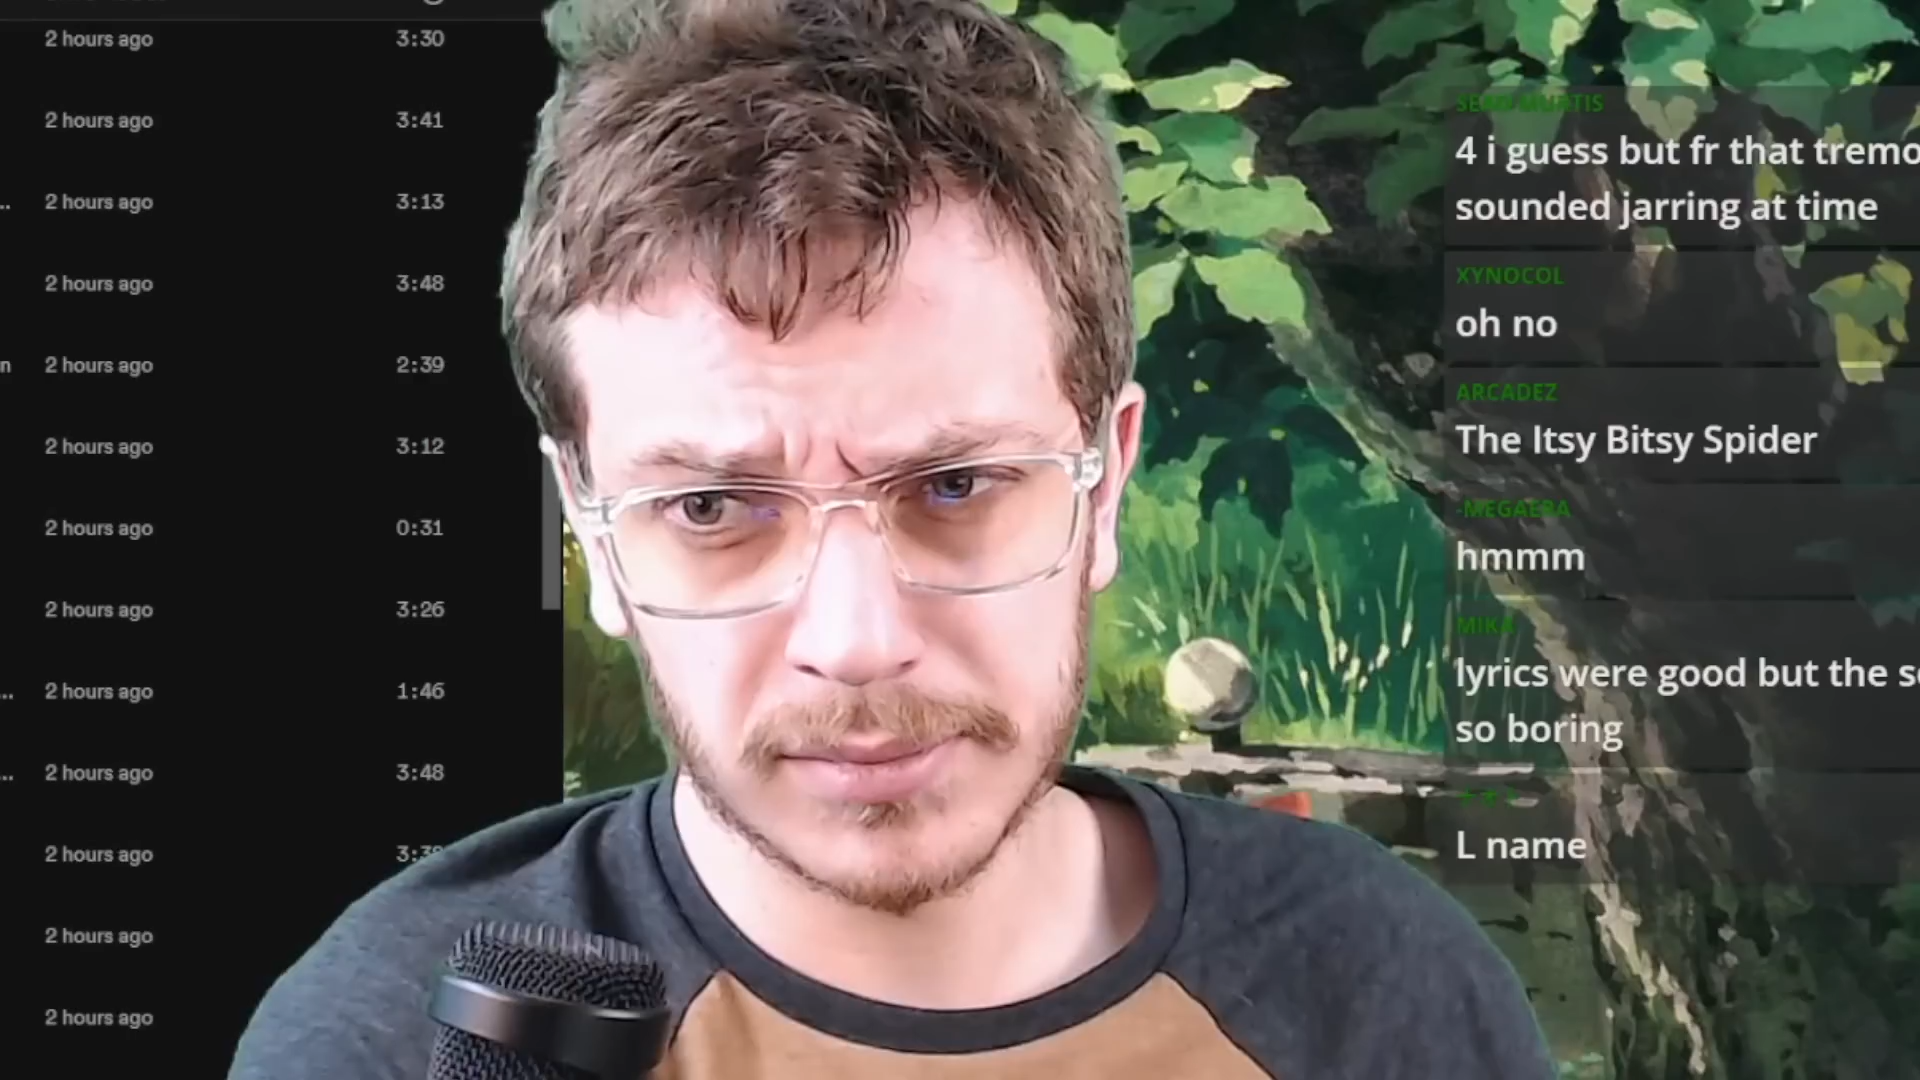 2 hours ago 3:30
2 hours ago 3:41
2 hours ago 3:13
2 hours ago 3:48
2 hours ago 2:39
2 hours ago 3:12
2 hours ago 0:31
2 hours ago 3:26
2 hours ago 1:46
2 hours ago 3:48
2 hours ago
2 hours ago
2 hours ago
4 i guess but fr that tremo
sounded jarring at time
XYNOCOL
oh no
ARCADEZ
The Itsy Bitsy Spider
-MEGAERA
hmmm
MIKA
lyrics were good but the
so boring
L name